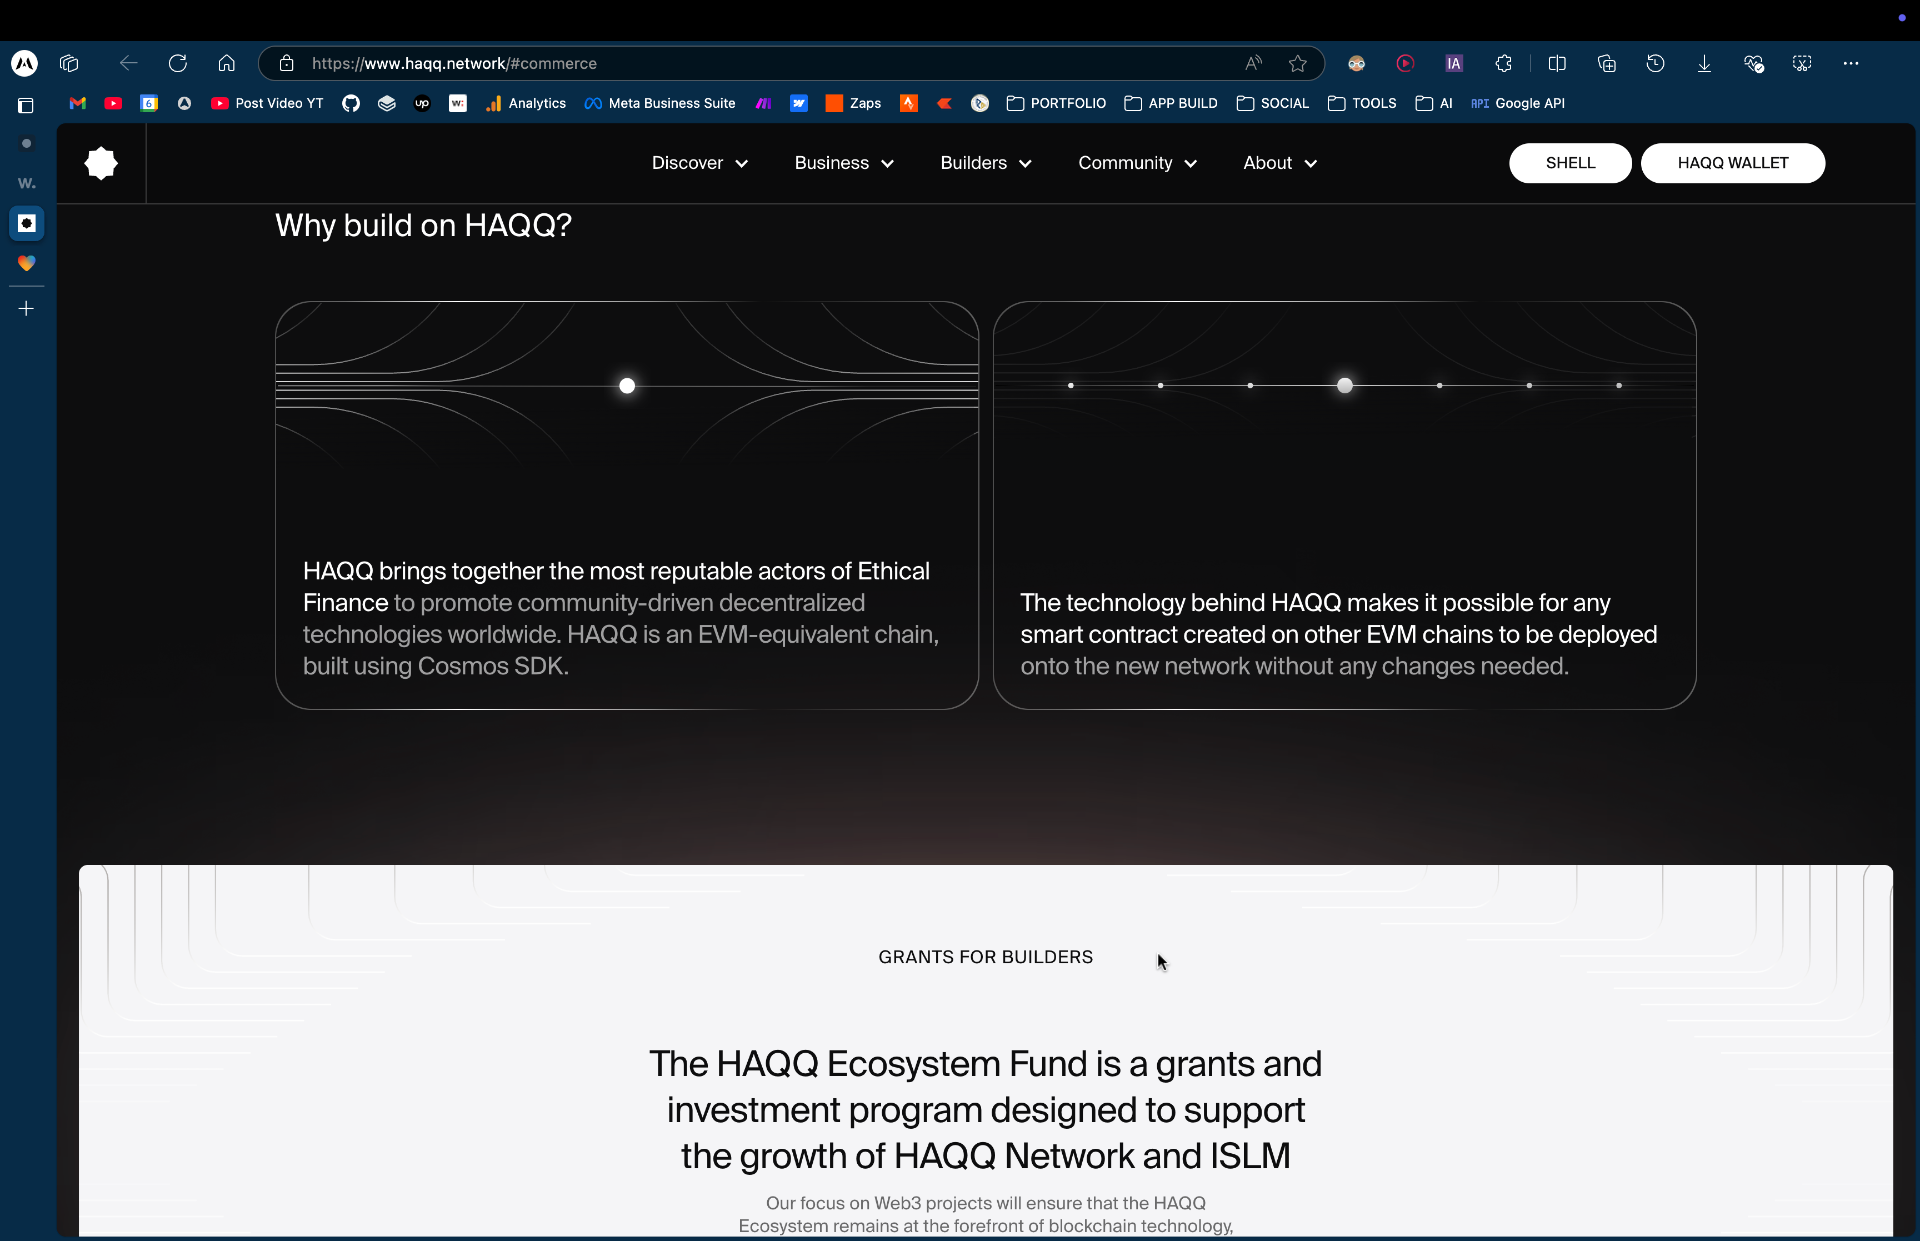 https://www.haqq.network/#commerce
IA
6
Post Video YT
up
w:
Analytics
Meta Business Suite
Zaps
PORTFOLIO
APP BUILD
SOCIAL
TOOLS
AI
API Google API
w.
Discover
Business
Builders
Community
About
SHELL
HAQQ WALLET
Why build on HAQQ?
HAQQ brings together the most reputable actors of Ethical
Finance to promote community-driven decentralized
technologies worldwide. HAQQ is an EVM-equivalent chain,
built using Cosmos SDK.
The technology behind HAQQ makes it possible for any
smart contract created on other EVM chains to be deployed
onto the new network without any changes needed.
GRANTS FOR BUILDERS
The HAQQ Ecosystem Fund is a grants and
investment program designed to support
the growth of HAQQ Network and ISLM
Our focus on Web3 projects will ensure that the HAQQ
Ecosystem remains at the forefront of blockchain technology,